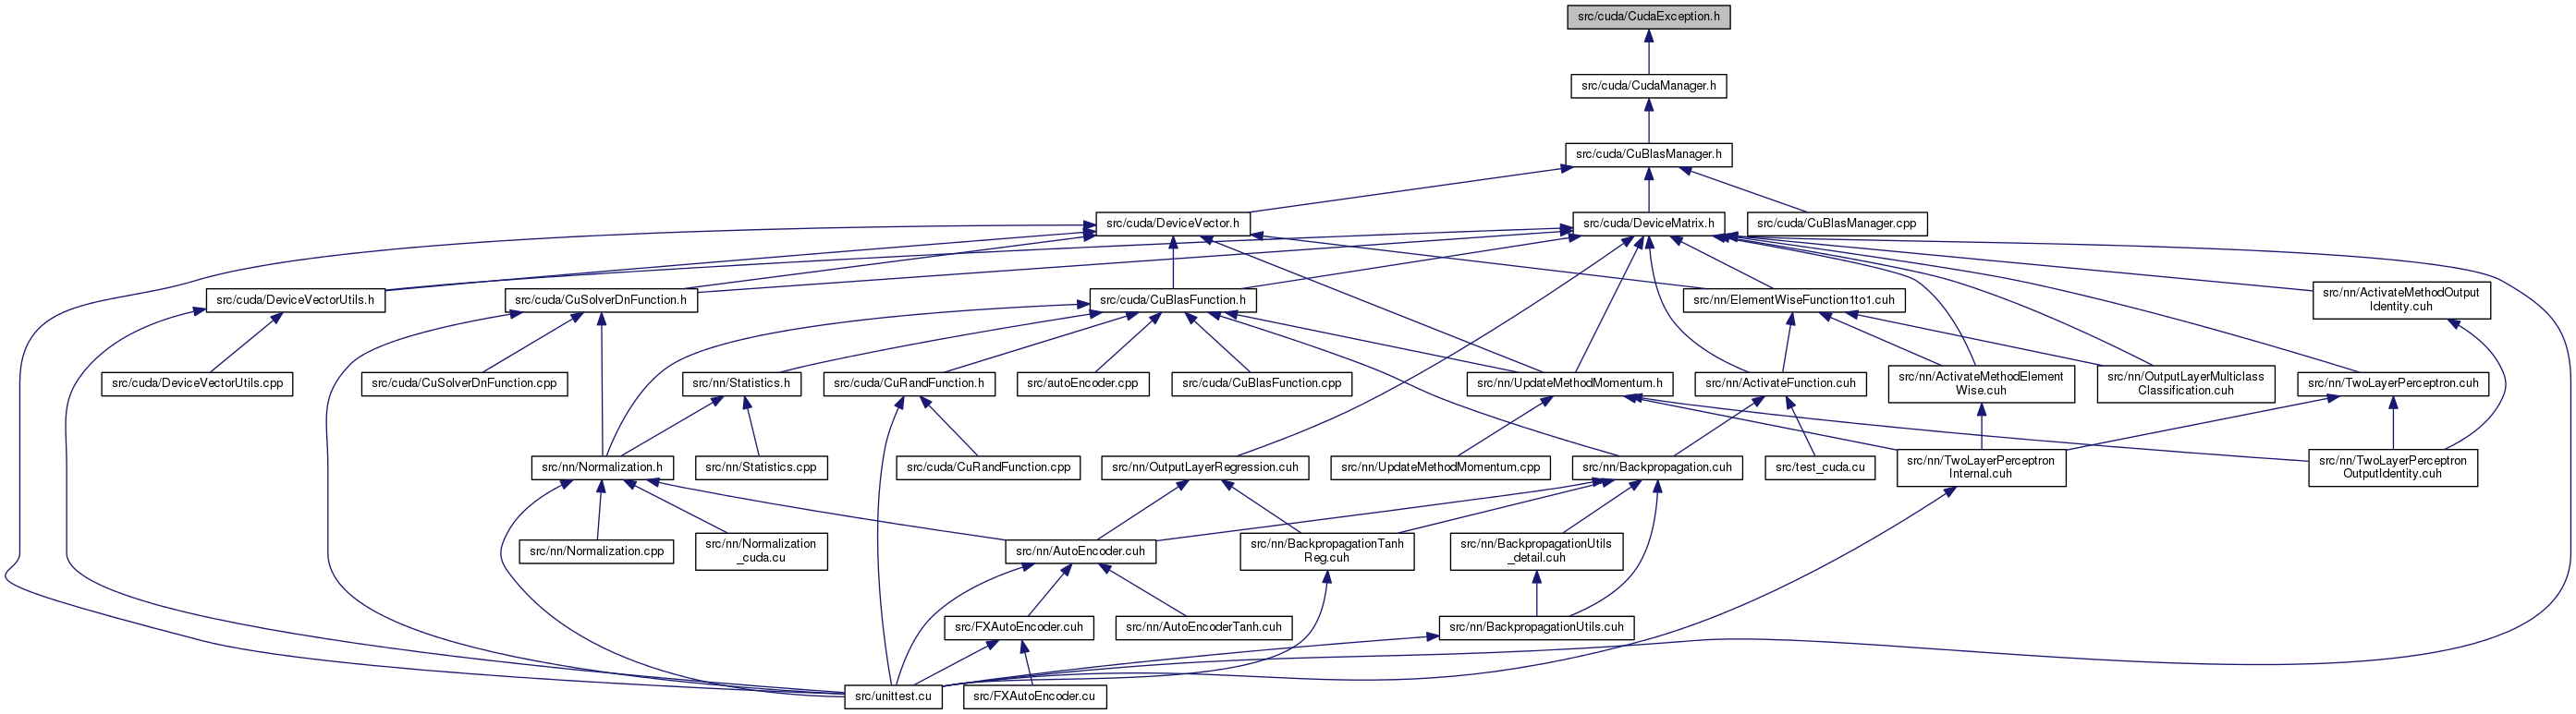 src/cuda/CudaException.h
src/cuda/CudaManager.h
src/cuda/CuBlasManager.h
src/cuda/DeviceVector.h
src/cuda/DeviceMatrix.h
src/cuda/CuBlasManager.cpp
src/cuda/DeviceVectorUtils.h
src/cuda/CuSolverDnFunction.h
src/cuda/CuBlasFunction.h
src/nn/ElementWiseFunction1to1.cuh
src/nn/ActivateMethodOutput
Identity.cuh
src/cuda/DeviceVectorUtils.cpp
src/cuda/CuSolverDnFunction.cpp
src/nn/Statistics.h
src/cuda/CuRandFunction.h
src/autoEncoder.cpp
src/cuda/CuBlasFunction.cpp
src/nn/UpdateMethodMomentum.h
src/nn/ActivateFunction.cuh
src/nn/ActivateMethodElement
Wise.cuh
src/nn/OutputLayerMulticlass
Classification.cuh
src/nn/TwoLayerPerceptron.cuh
src/nn/Normalization.h
src/nn/Statistics.cpp
src/cuda/CuRandFunction.cpp
src/nn/OutputLayerRegression.cuh
src/nn/UpdateMethodMomentum.cpp
src/nn/Backpropagation.cuh
src/test_cuda.cu
src/nn/TwoLayerPerceptron
Internal.cuh
src/nn/TwoLayerPerceptron
OutputIdentity.cuh
src/nn/Normalization.cpp
src/nn/Normalization
_cuda.cu
src/nn/AutoEncoder.cuh
src/nn/BackpropagationTanh
Reg.cuh
src/nn/BackpropagationUtils
_detail.cuh
src/FXAutoEncoder.cuh
src/nn/AutoEncoderTanh.cuh
src/nn/BackpropagationUtils.cuh
src/unittest.cu
src/FXAutoEncoder.cu